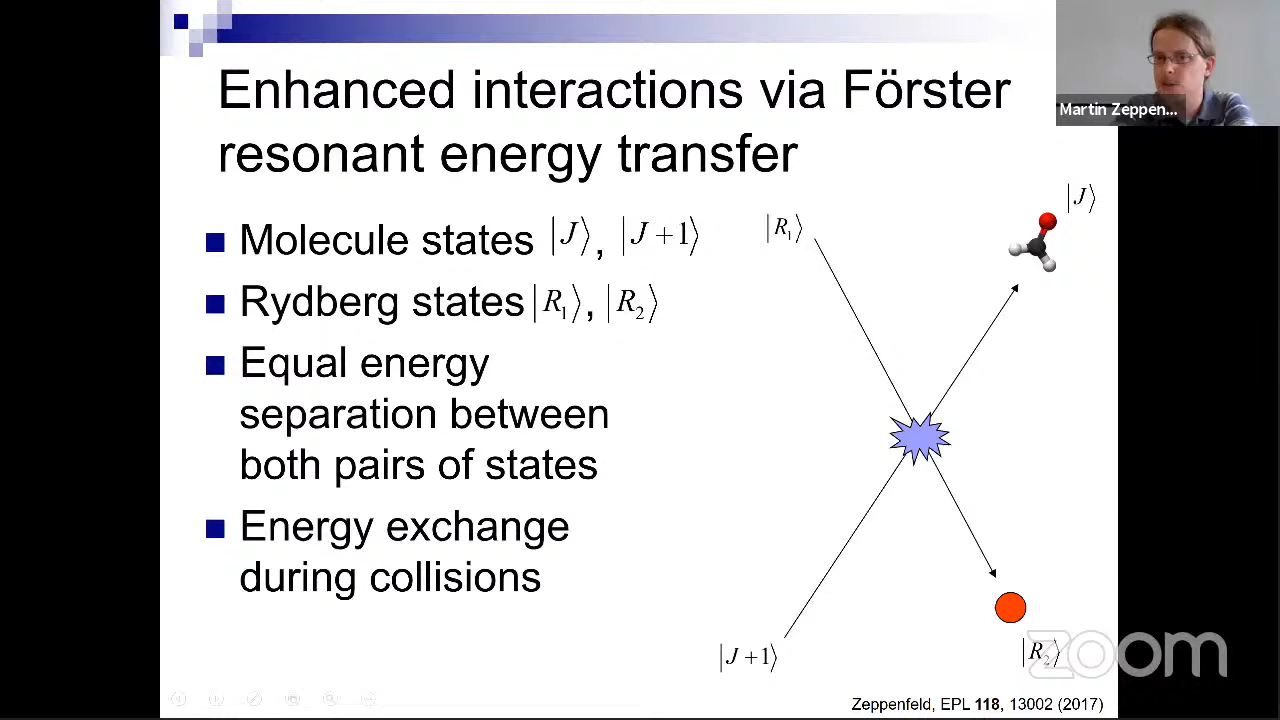 Enhanced interactions via Förster
resonant energy transfer
Molecule states |J⟩, |J+1⟩
Rydberg states |R₁⟩, |R₂⟩
Equal energy
separation between
both pairs of states
Energy exchange
during collisions
|R₁⟩
|J⟩
|J+1⟩
|R₂⟩
Martin Zeppen...
zoom
Zeppenfeld, EPL 118, 13002 (2017)